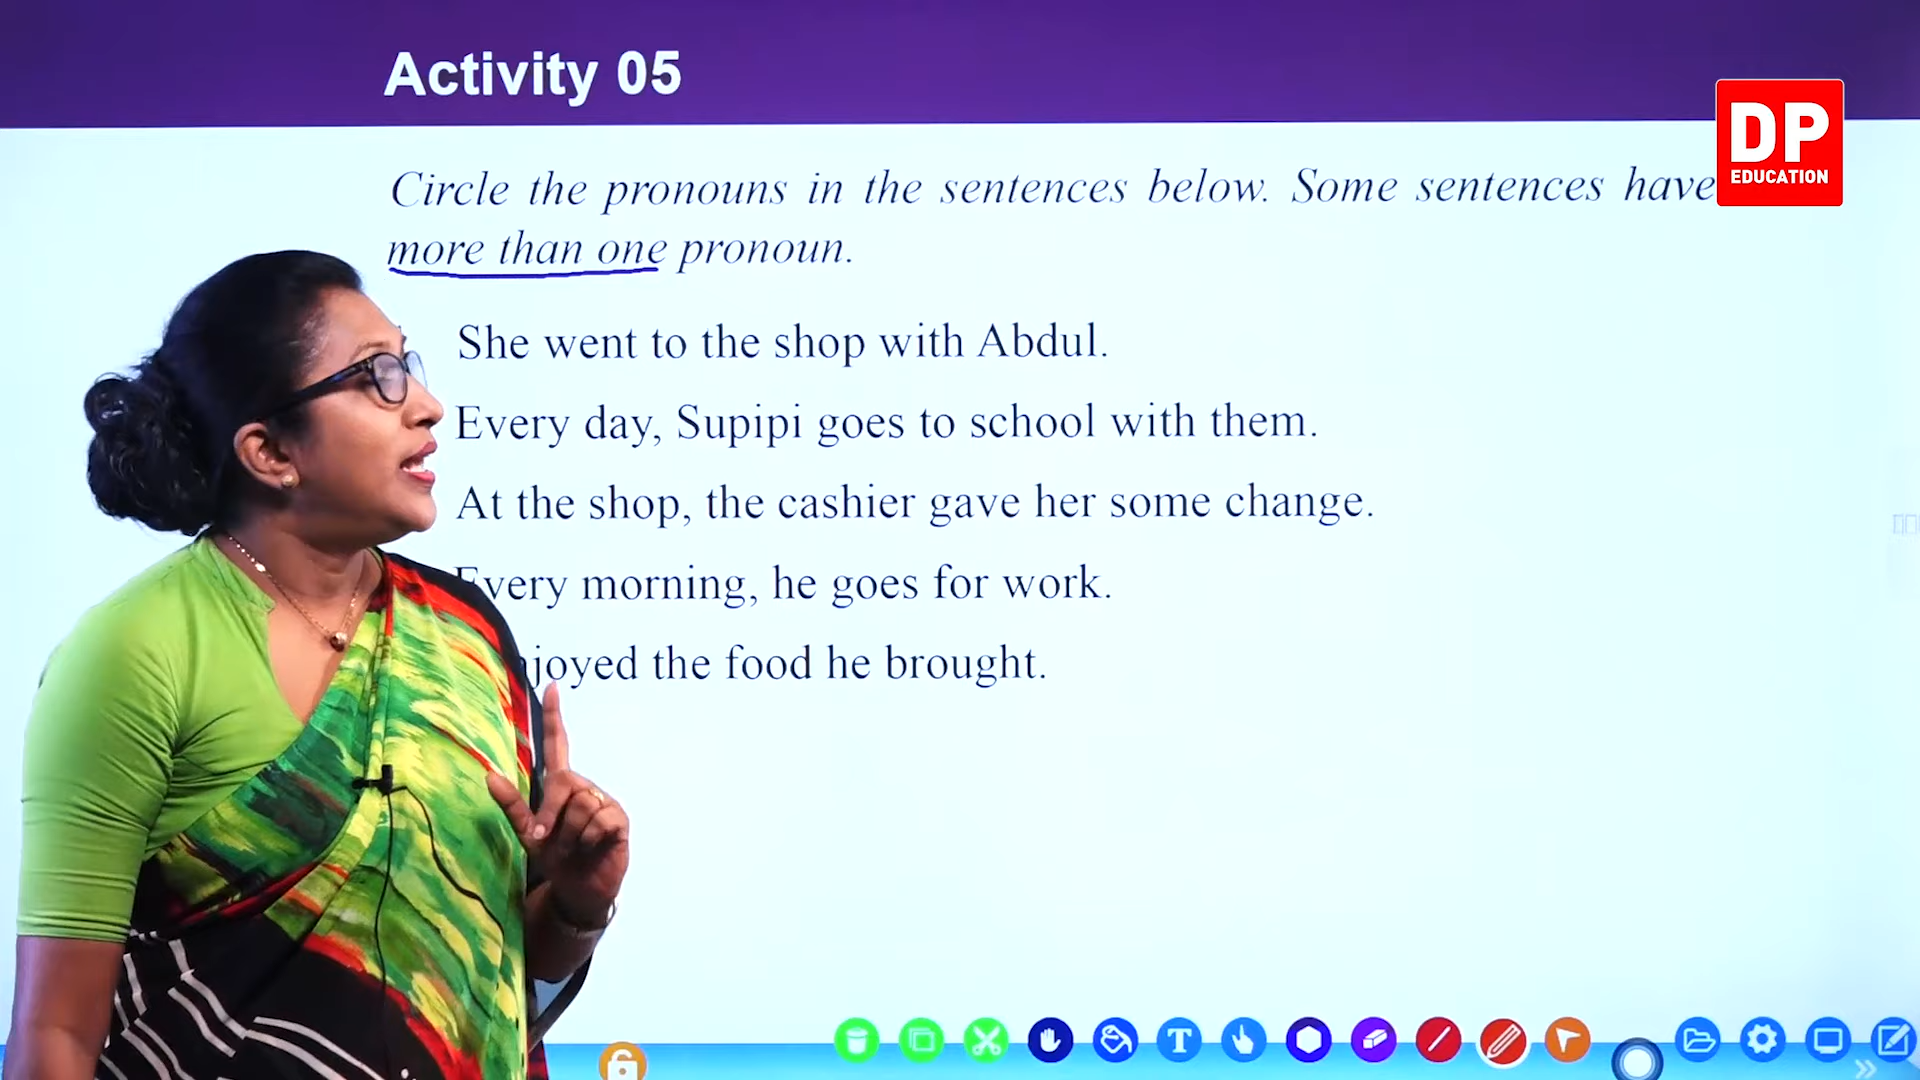 Activity 05
DP
EDUCATION
Circle the pronouns in the sentences below. Some sentences have
more than one pronoun.
She went to the shop with Abdul.
Every day, Supipi goes to school with them.
At the shop, the cashier gave her some change.
Every morning, he goes for work.
the food he brought.